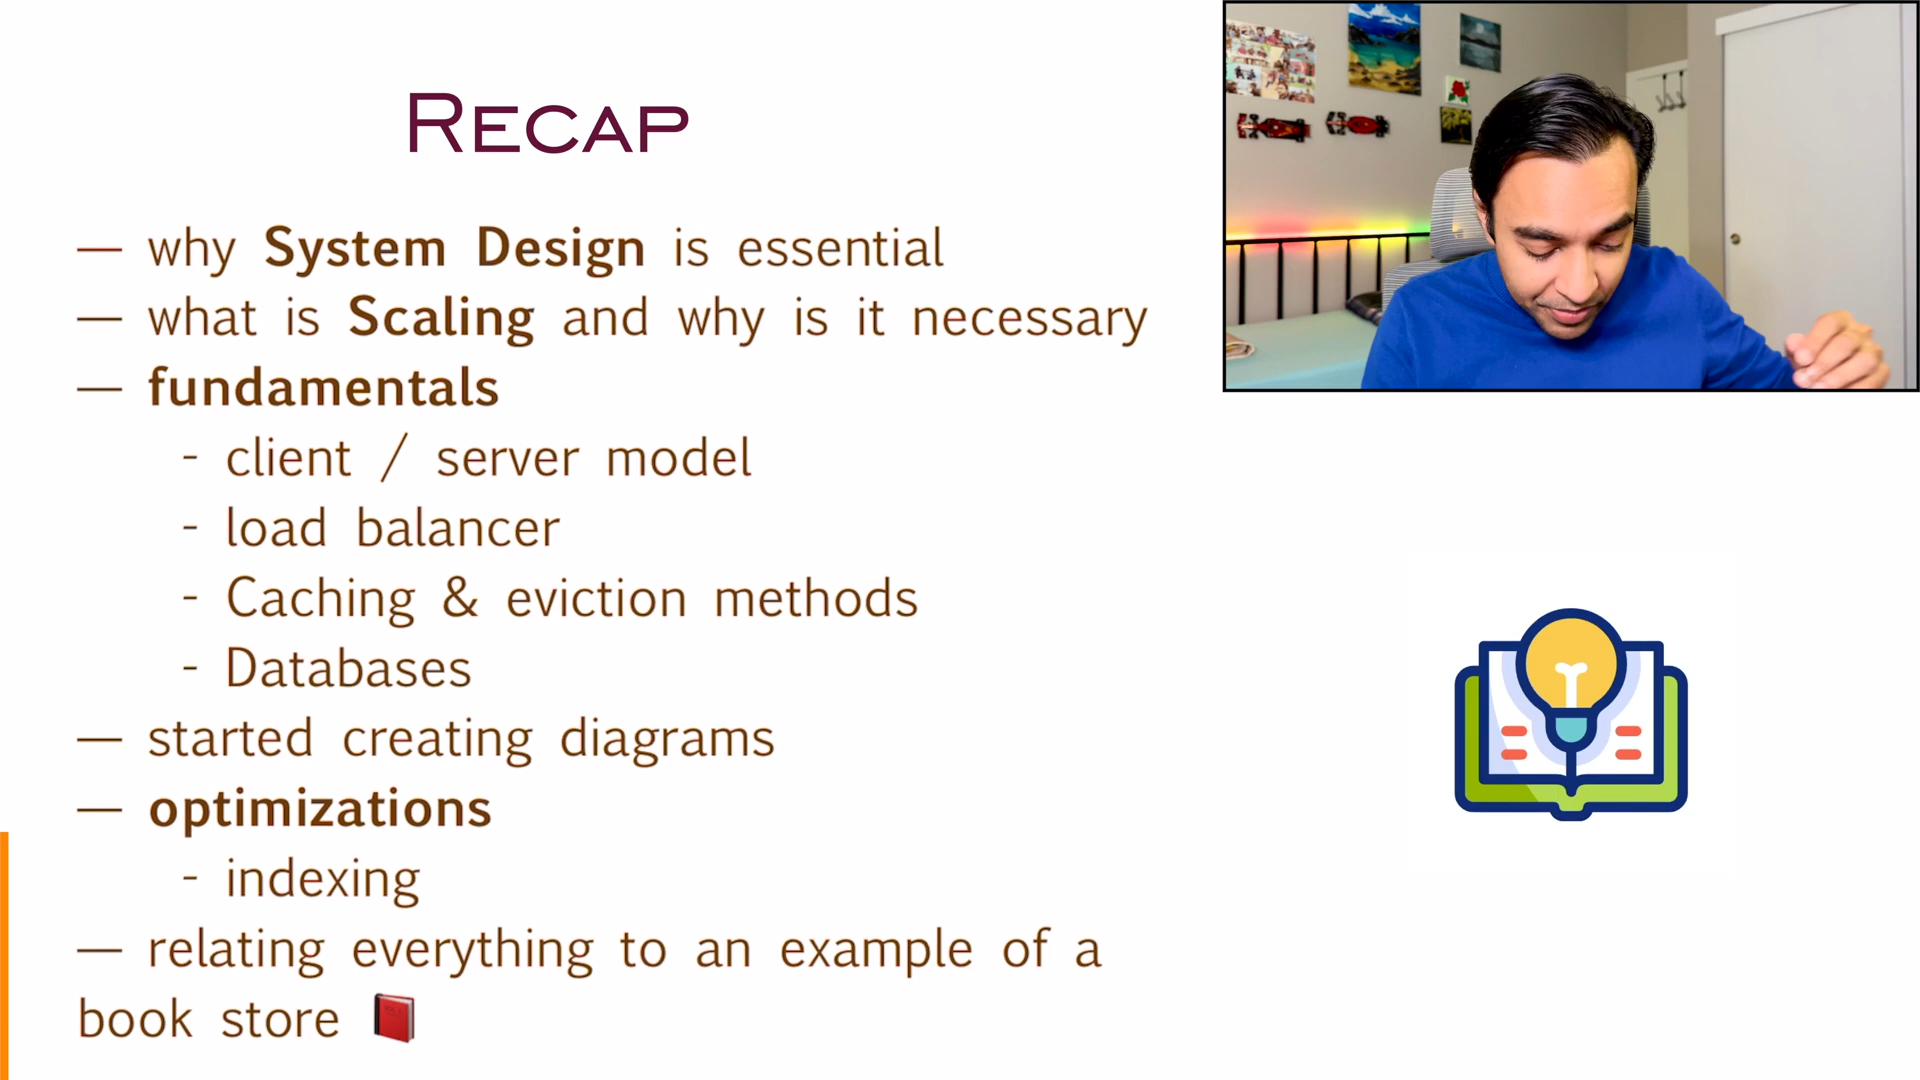 Recap
— why System Design is essential
— what is Scaling and why is it necessary
— fundamentals
- client / server model
- load balancer
- Caching & eviction methods
- Databases
— started creating diagrams
— optimizations
- indexing
— relating everything to an example of a
book store 📕